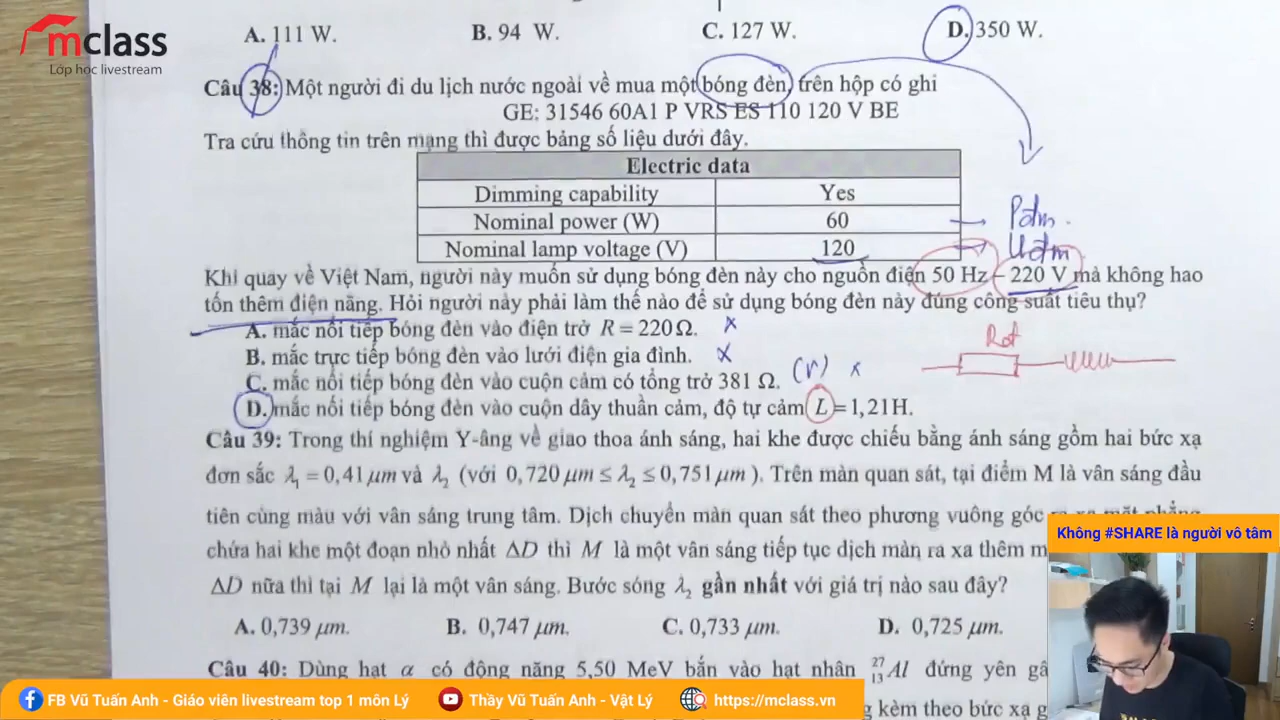 mclass
Lớp học livestream
A. 111 W. B. 94 W. C. 127 W. D. 350 W.
Câu 38: Một người đi du lịch nước ngoài về mua một bóng đèn, trên hộp có ghi
GE: 31546 60A1 P VRS ES 110 120 V BE
Tra cứu thông tin trên mạng thì được bảng số liệu dưới đây.
Electric data
Dimming capability Yes
Nominal power (W) 60 Pđm
Nominal lamp voltage (V) 120 Uđm
Khi quay về Việt Nam, người này muốn sử dụng bóng đèn này cho nguồn điện 50 Hz – 220 V mà không hao
tốn thêm điện năng. Hỏi người này phải làm thế nào để sử dụng bóng đèn này đúng công suất tiêu thụ?
A. mắc nối tiếp bóng đèn vào điện trở R = 220 Ω. x
Rđ
B. mắc trực tiếp bóng đèn vào lưới điện gia đình. x
C. mắc nối tiếp bóng đèn vào cuộn cảm có tổng trở 381 Ω. (r) x
D. mắc nối tiếp bóng đèn vào cuộn dây thuần cảm, độ tự cảm L = 1,21H.
Câu 39: Trong thí nghiệm Y-âng về giao thoa ánh sáng, hai khe được chiếu bằng ánh sáng gồm hai bức xạ
đơn sắc λ₁ = 0,41 μm và λ₂ (với 0,720 μm ≤ λ₂ ≤ 0,751 μm ). Trên màn quan sát, tại điểm M là vân sáng đầu
tiên cùng màu với vân sáng trung tâm. Dịch chuyển màn quan sát theo phương vuông góc
chứa hai khe một đoạn nhỏ nhất ΔD thì M là một vân sáng tiếp tục dịch màn ra xa thêm
ΔD nữa thì tại M lại là một vân sáng. Bước sóng λ₂ gần nhất với giá trị nào sau đây?
A. 0,739 μm. B. 0,747 μm. C. 0,733 μm. D. 0,725 μm.
Câu 40: Dùng hạt α có động năng 5,50 MeV bắn vào hạt nhân ²⁷₁₃Al đứng yên
kèm theo bức xạ
Không #SHARE là người vô tâm
FB Vũ Tuấn Anh - Giáo viên livestream top 1 môn Lý
Thầy Vũ Tuấn Anh - Vật Lý
https://mclass.vn